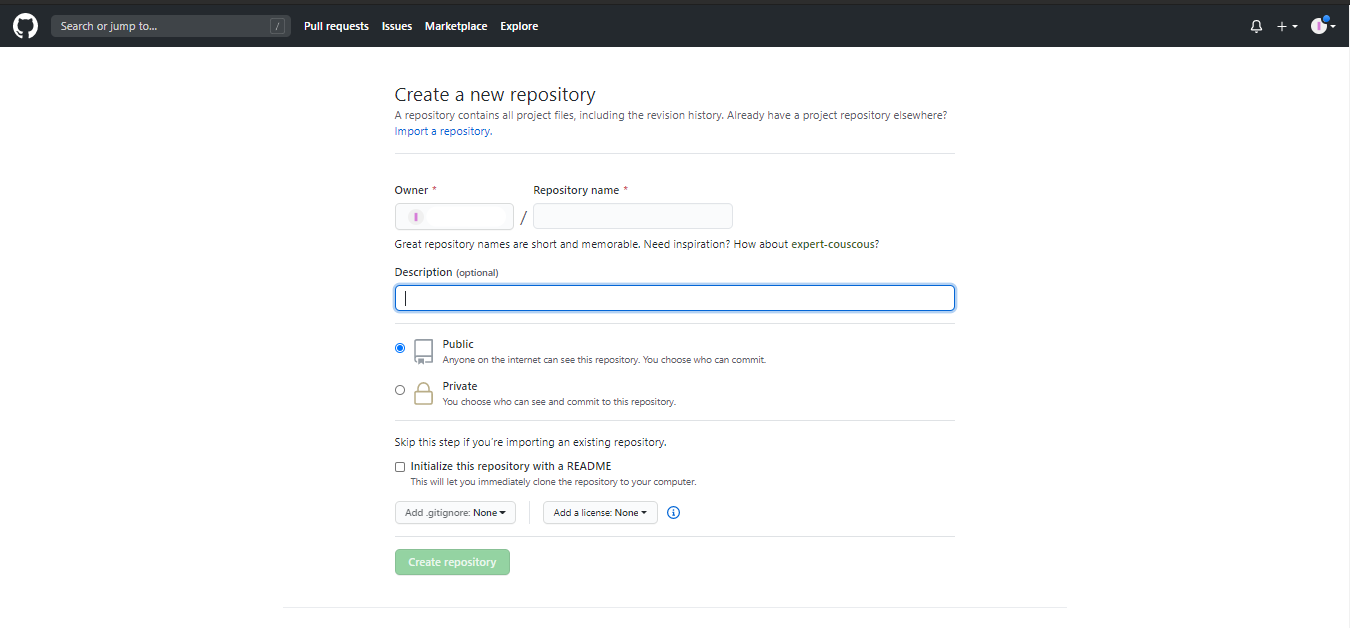 Search or jump to... /
Pull requests Issues Marketplace Explore
Create a new repository
A repository contains all project files, including the revision history. Already have a project repository elsewhere?
Import a repository.
Owner * Repository name *
I /
Great repository names are short and memorable. Need inspiration? How about expert-couscous?
Description (optional)
Public
Anyone on the internet can see this repository. You choose who can commit.
Private
You choose who can see and commit to this repository.
Skip this step if you're importing an existing repository.
Initialize this repository with a README
This will let you immediately clone the repository to your computer.
Add .gitignore: None Add a license: None
Create repository